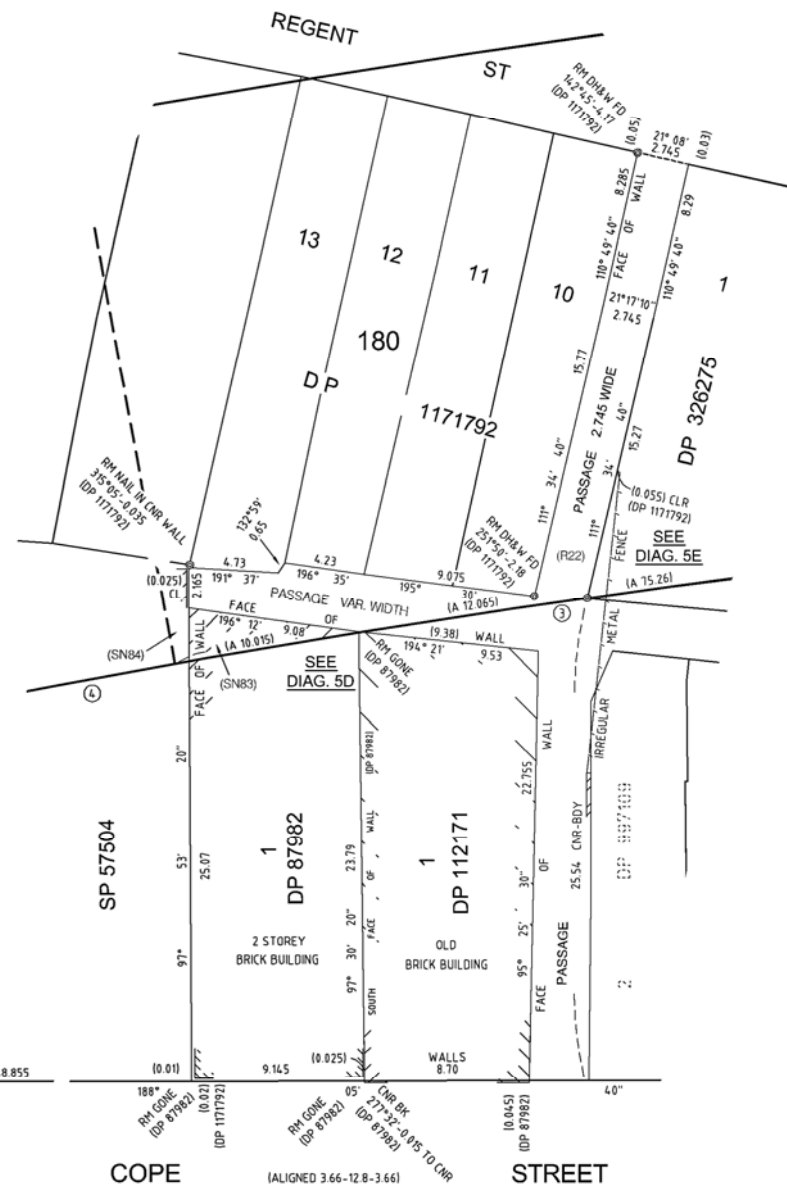 REGENT
ST
RM DH&W FD
142°45'-4.17
(DP 1171792)
(0.05)
21° 08'
2.745
(0.03)
8.285
FACE OF WALL
110° 49' 40"
8.29
110° 49' 40"
21°17'10"
2.745
13
12
11
10
1
180
DP
1171792
DP 326275
15.77
111° 34' 40"
PASSAGE 2.745 WIDE
15.27
111° 34' 40"
RM NAIL IN CNR WALL
315°05'-0.035
(DP 1171792)
132°59'
0.65
RM DH&W FD
251°50'-2.18
(DP 1171792)
(0.055) CLR
(DP 1171792)
SEE
DIAG. 5E
(R22)
(A 75.26)
METAL FENCE
IRREGULAR
4.73
191° 37'
4.23
196° 35'
9.075
195° 30'
(0.025)
CL.
2.165
PASSAGE VAR. WIDTH
(A 12.065)
3
FACE OF
196° 12'
9.08
(A 10.015)
(9.38) WALL
194° 21'
9.53
(SN84)
(SN83)
4
FACE OF WALL
SEE
DIAG. 5D
RM GONE
(DP 87982)
SP 57504
97° 53' 20"
25.07
1
DP 87982
2 STOREY
BRICK BUILDING
97° 30' 20"
23.79
SOUTH FACE OF WALL (DP 87982)
1
DP 112171
OLD
BRICK BUILDING
95° 25' 30"
22.755
FACE OF WALL
PASSAGE
25.54 CNR-BDY
2
DP 997109
8.855
(0.01)
9.145
(0.025)
WALLS
8.70
188° 05' 40"
RM GONE
(DP 87982)
(0.02)
(DP 1171792)
RM GONE
(DP 87982)
CNR BK
277°32'-0.015 TO CNR
(DP 87982)
(0.045)
(DP 87982)
COPE
(ALIGNED 3.66-12.8-3.66)
STREET